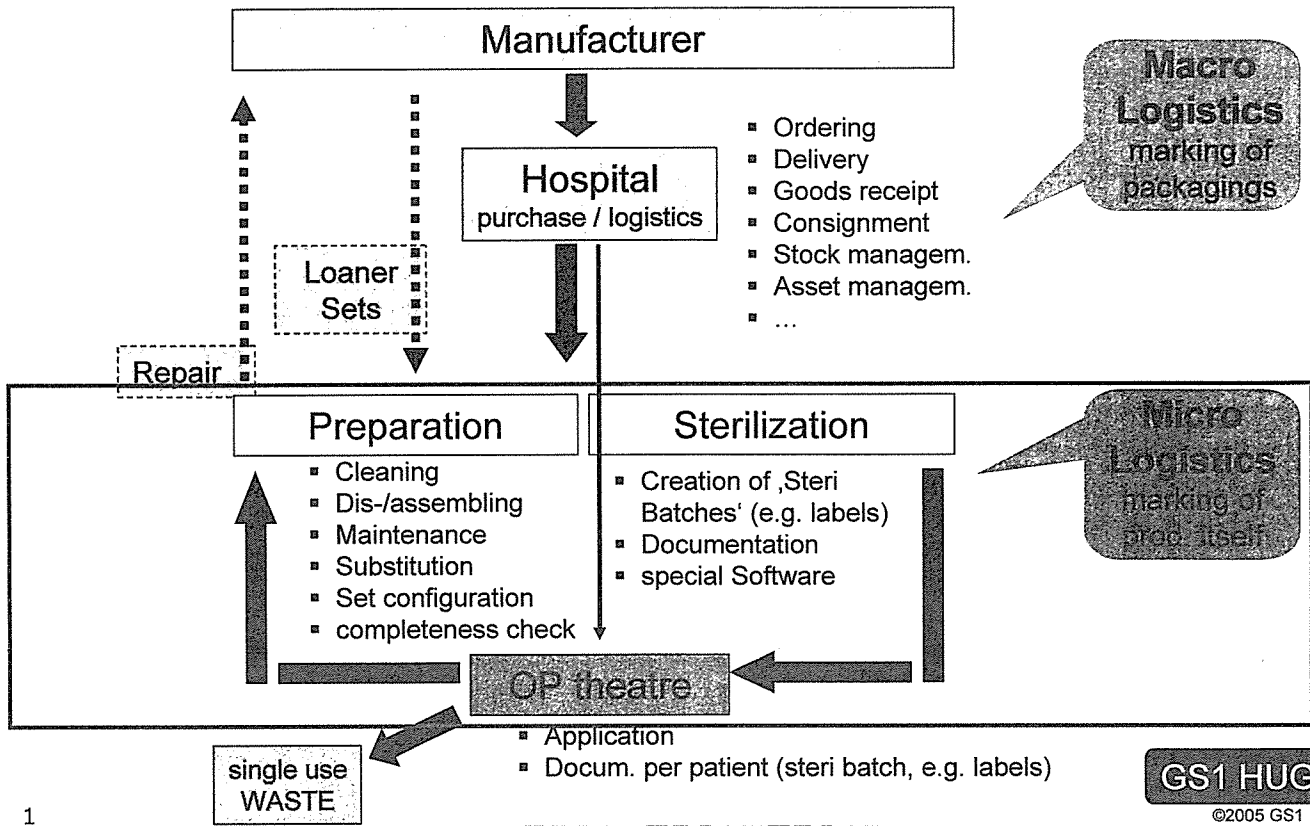 Manufacturer
Macro
Logistics
marking of
packagings
Hospital
purchase / logistics
▪ Ordering
▪ Delivery
▪ Goods receipt
▪ Consignment
▪ Stock managem.
▪ Asset managem.
▪ ...
Loaner
Sets
Repair
Preparation
▪ Cleaning
▪ Dis-/assembling
▪ Maintenance
▪ Substitution
▪ Set configuration
▪ completeness check
Sterilization
▪ Creation of ‚Steri
Batches‘ (e.g. labels)
▪ Documentation
▪ special Software
Micro
Logistics
marking of
prod. itself
OP theatre
▪ Application
▪ Docum. per patient (steri batch, e.g. labels)
single use
WASTE
GS1 HUG
©2005 GS1
1